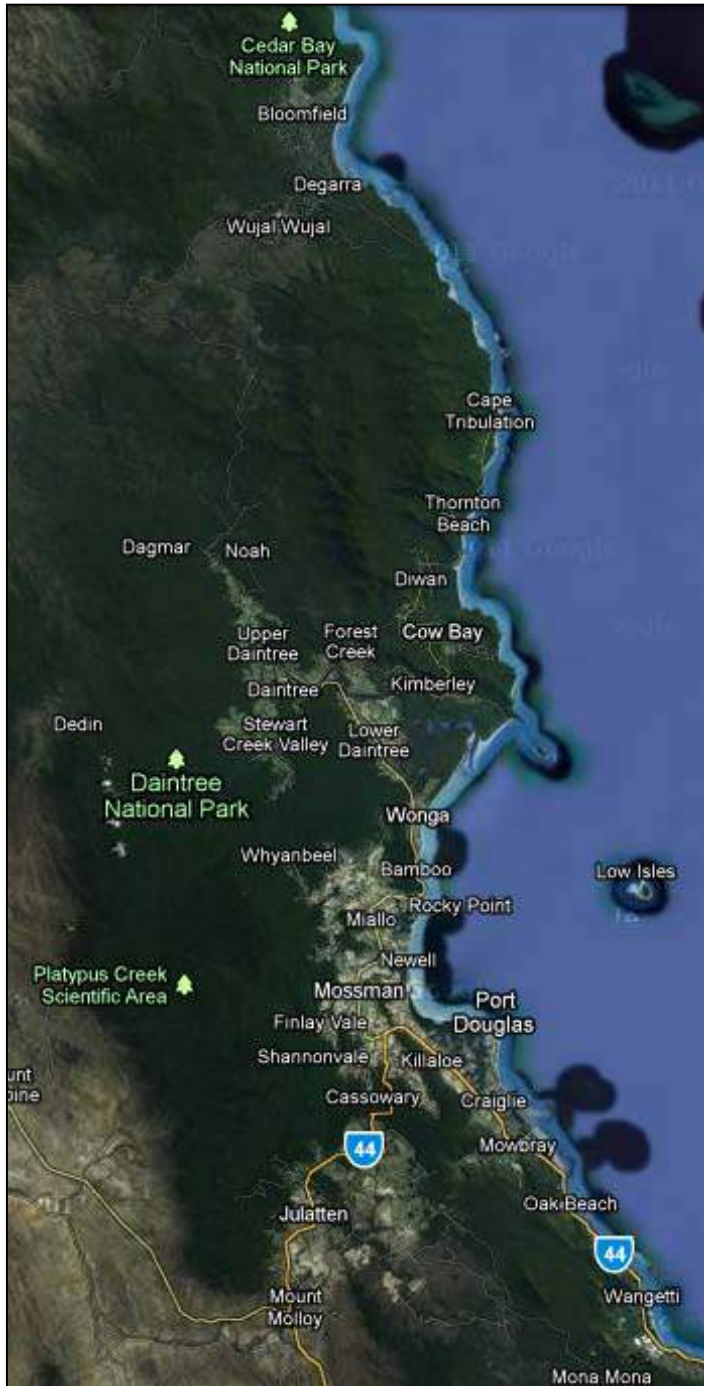 Cedar Bay
National Park
Bloomfield
Degarra
Wujal Wujal
Google
Cape
Tribulation
Thornton
Beach
Dagmar
Noah
Google
Diwan
Upper
Daintree
Forest
Creek
Cow Bay
Daintree
Kimberley
Dedin
Stewart
Creek Valley
Lower
Daintree
Daintree
National Park
Wonga
Whyanbeel
Bamboo
Low Isles
Rocky Point
Miallo
Newell
Platypus Creek
Scientific Area
Mossman
Port
Douglas
Finlay Vale
Shannonvale
Killaloe
Cassowary
Craiglie
44
Mowbray
Oak Beach
Julatten
44
Mount
Molloy
Wangetti
Mona Mona